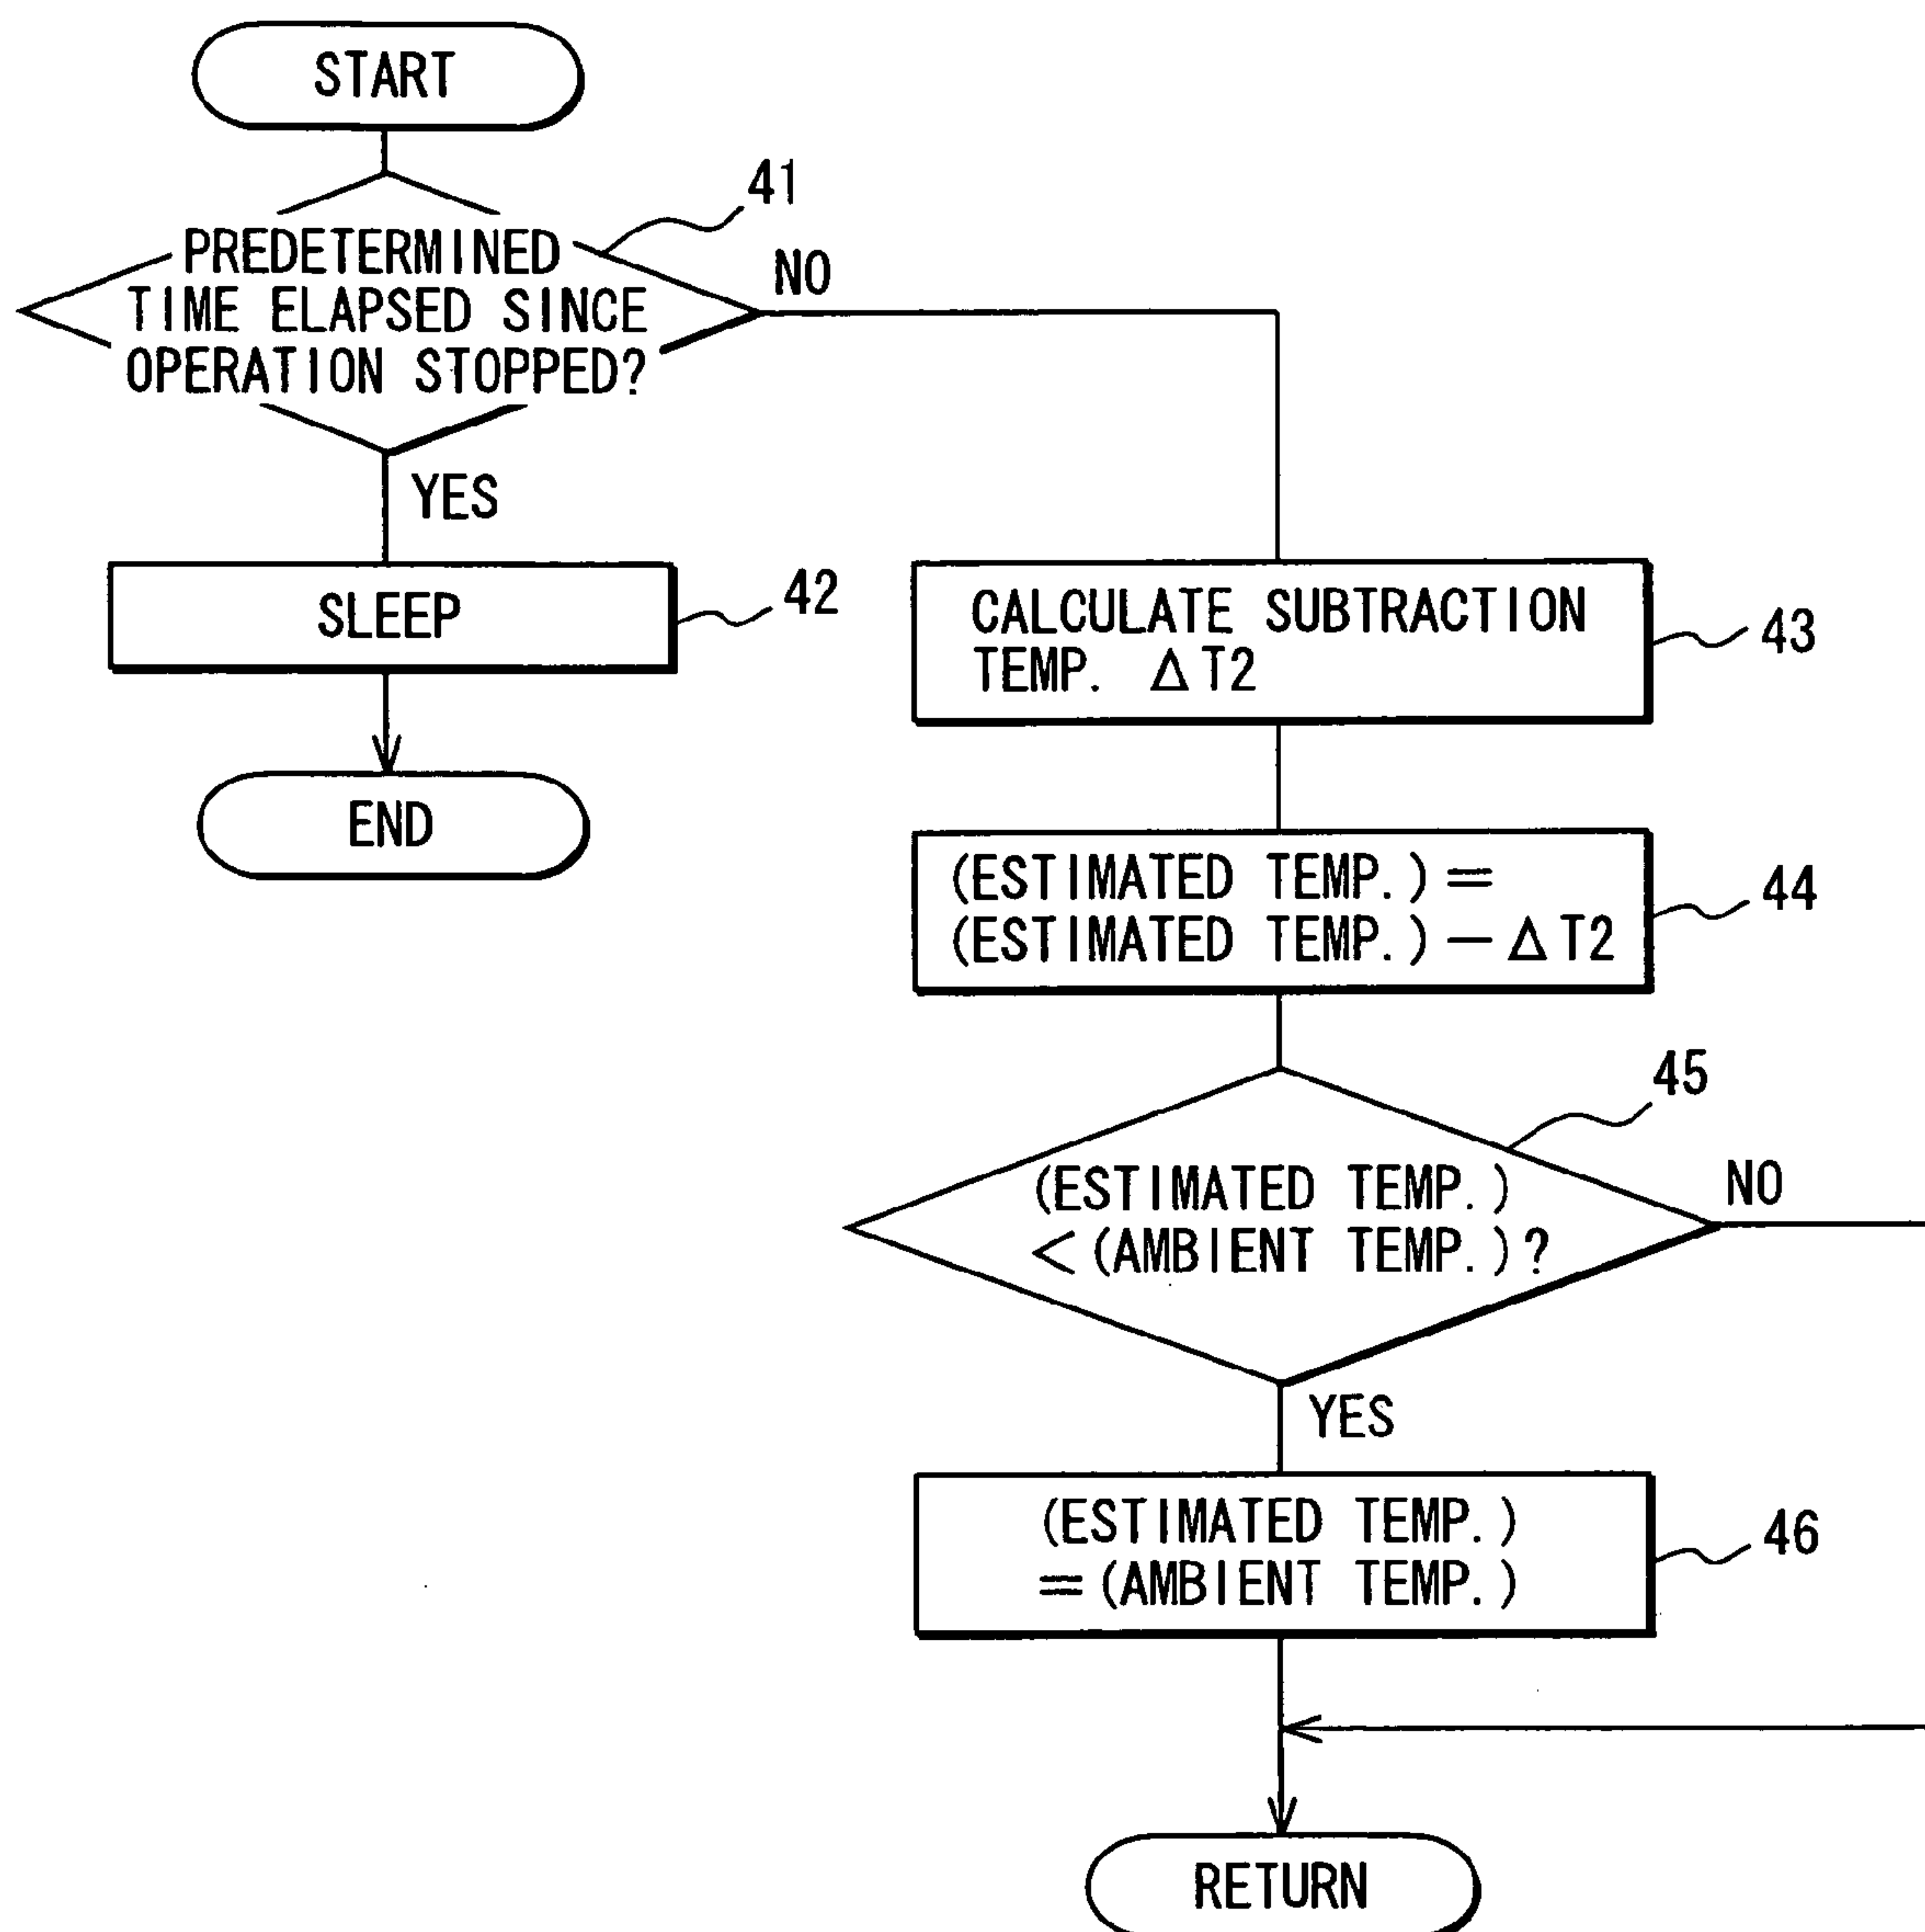 START
41
PREDETERMINED
TIME ELAPSED SINCE
OPERATION STOPPED?
NO
YES
SLEEP
42
END
CALCULATE SUBTRACTION
TEMP. ΔT2
43
(ESTIMATED TEMP.)=
(ESTIMATED TEMP.)−ΔT2
44
45
(ESTIMATED TEMP.)
<(AMBIENT TEMP.)?
NO
YES
(ESTIMATED TEMP.)
=(AMBIENT TEMP.)
46
RETURN